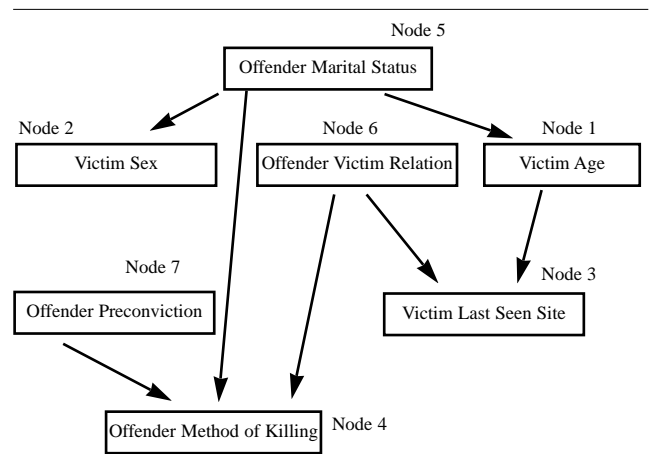 Node 5
Offender Marital Status
Node 2
Node 6
Node 1
Victim Sex
Offender Victim Relation
Victim Age
Node 7
Node 3
Offender Preconviction
Victim Last Seen Site
Offender Method of Killing
Node 4